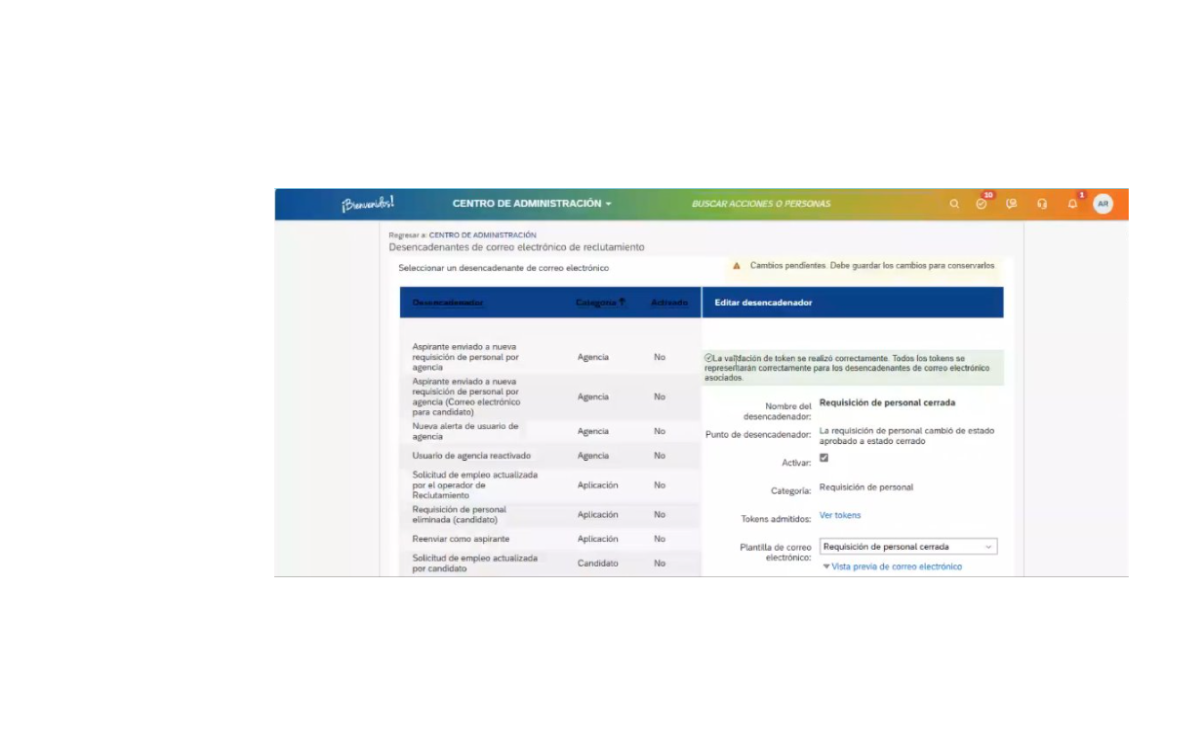 ¡Bienvenidos!
CENTRO DE ADMINISTRACIÓN
BUSCAR ACCIONES O PERSONAS
10
1
AR
Regresar a: CENTRO DE ADMINISTRACIÓN
Desencadenantes de correo electrónico de reclutamiento
Seleccionar un desencadenante de correo electrónico
Cambios pendientes. Debe guardar los cambios para conservarlos.
Desencadenador Categoría ↑ Activado
Aspirante enviado a nueva
requisición de personal por
agencia
Agencia
No
Aspirante enviado a nueva
requisición de personal por
agencia (Correo electrónico
para candidato)
Agencia
No
Nueva alerta de usuario de
agencia
Agencia
No
Usuario de agencia reactivado
Agencia
No
Solicitud de empleo actualizada
por el operador de
Reclutamiento
Aplicación
No
Requisición de personal
eliminada (candidato)
Aplicación
No
Reenviar como aspirante
Aplicación
No
Solicitud de empleo actualizada
por candidato
Candidato
No
Editar desencadenador
La validación de token se realizó correctamente. Todos los tokens se
representarán correctamente para los desencadenantes de correo electrónico
asociados.
Nombre del
desencadenador:
Requisición de personal cerrada
Punto de desencadenador:
La requisición de personal cambió de estado
aprobado a estado cerrado
Activar:
Categoría:
Requisición de personal
Tokens admitidos:
Ver tokens
Plantilla de correo
electrónico:
Requisición de personal cerrada
Vista previa de correo electrónico